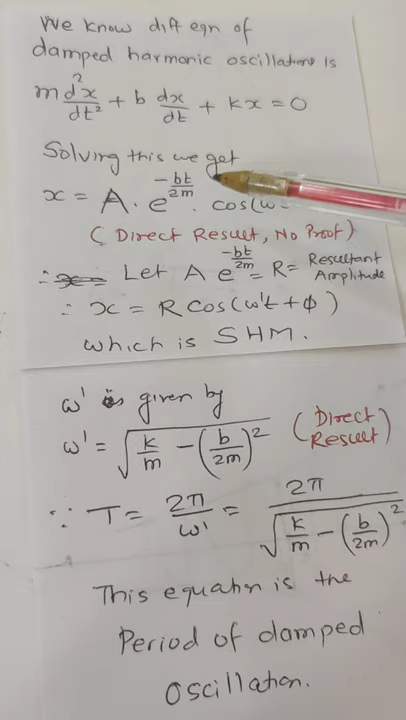 We know diff eqn of
damped harmonic oscillations is
m d²x/dt² + b dx/dt + kx = 0
Solving this we get
x = A. e^(-bt/2m) . cos(ω
(Direct Result, No Proof)
∴ Let A e^(-bt/2m) = R = Resultant Amplitude
∴ x = R cos(ω't + φ)
which is SHM.
ω' is given by
ω' = √(k/m - (b/2m)²) (Direct Result)
∵ T = 2π/ω' = 2π/√(k/m - (b/2m)²)
This equation is the
Period of damped
oscillation.